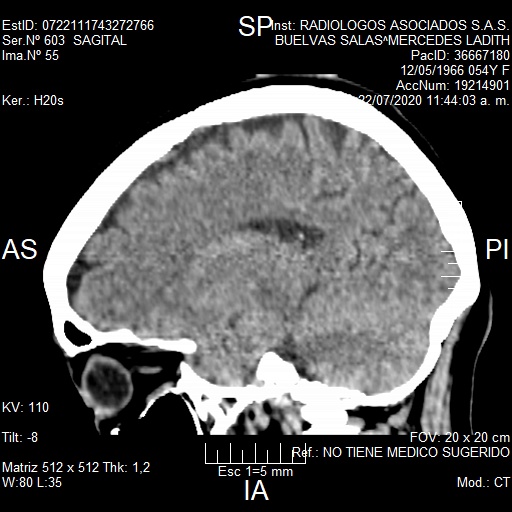 EstID: 0722111743272766
Ser.Nº 603 SAGITAL
Ima.Nº 55
Ker.: H20s
SP
Inst: RADIOLOGOS ASOCIADOS S.A.S.
BUELVAS SALAS^MERCEDES LADITH
PacID: 36667180
12/05/1966 054Y F
AccNum: 19214901
22/07/2020 11:44:03 a. m.
AS
PI
KV: 110
Tilt: -8
Matriz 512 x 512 Thk: 1,2
W:80 L:35
Esc 1=5 mm
IA
FOV: 20 x 20 cm
Ref.: NO TIENE MEDICO SUGERIDO
Mod.: CT